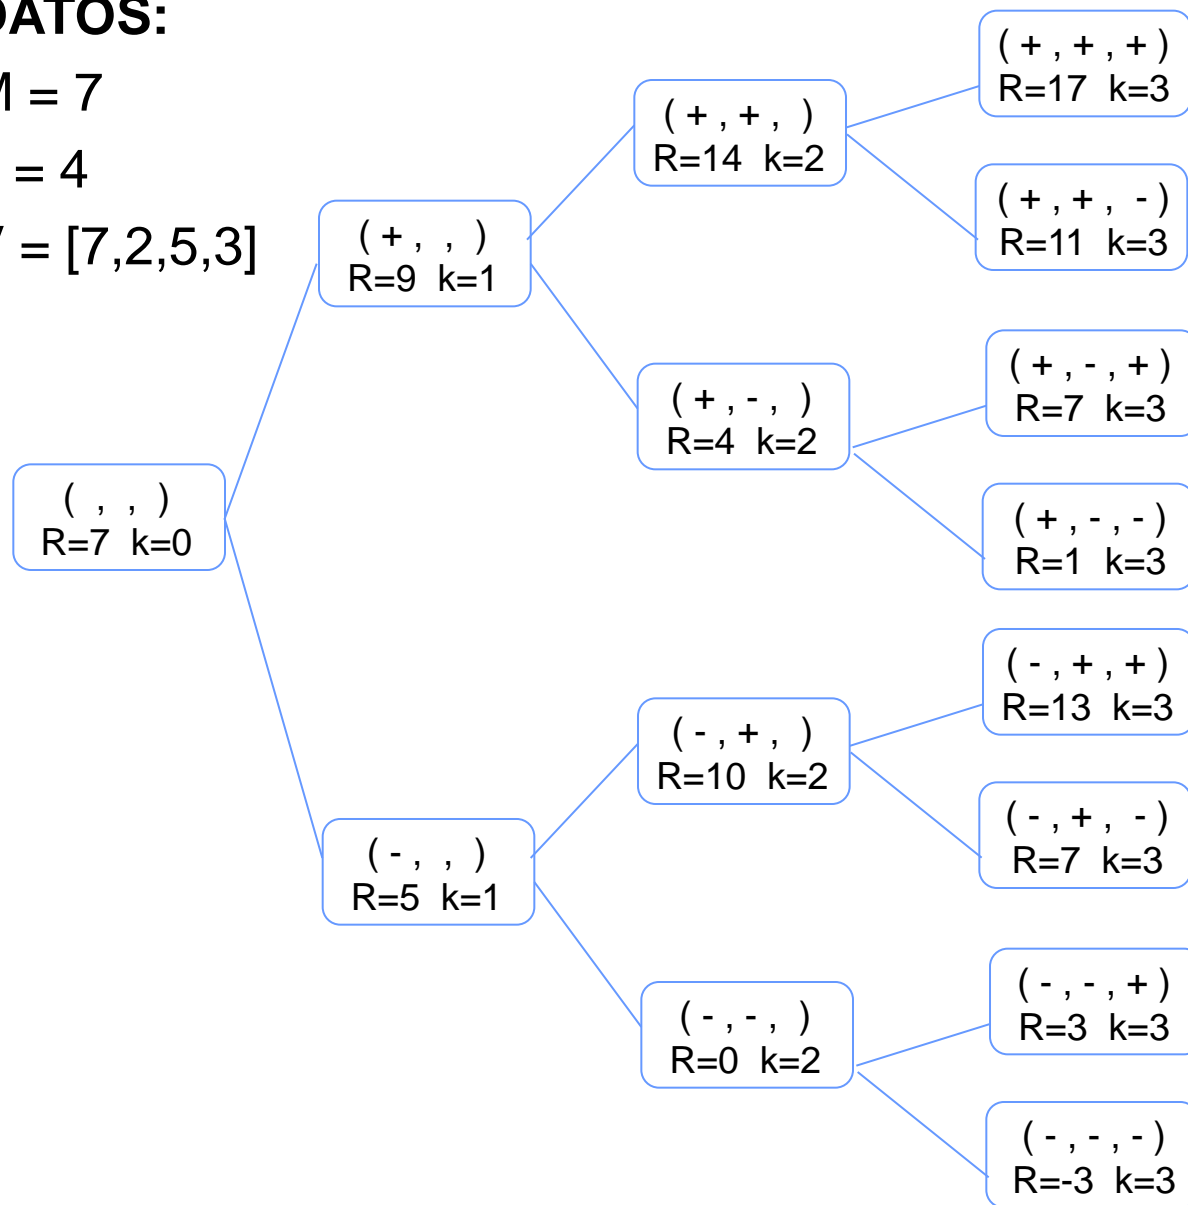 DATOS:
M = 7
= 4
V = [7,2,5,3]
( , , )
R=7 k=0
( + , , )
R=9 k=1
( - , , )
R=5 k=1
( + , + , )
R=14 k=2
( + , - , )
R=4 k=2
( - , + , )
R=10 k=2
( - , - , )
R=0 k=2
( + , + , + )
R=17 k=3
( + , + , - )
R=11 k=3
( + , - , + )
R=7 k=3
( + , - , - )
R=1 k=3
( - , + , + )
R=13 k=3
( - , + , - )
R=7 k=3
( - , - , + )
R=3 k=3
( - , - , - )
R=-3 k=3